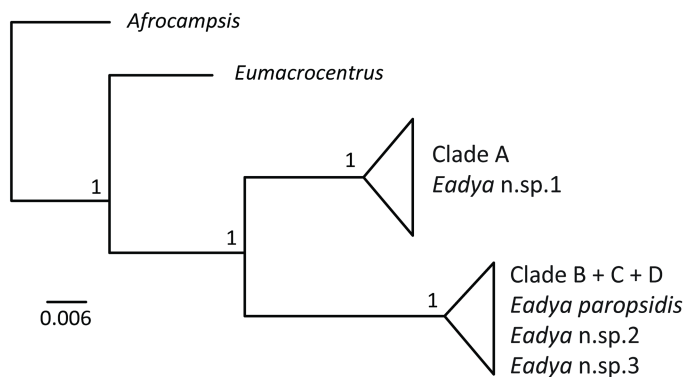 Afrocampsis
Eumacrocentrus
1
Clade A
Eadya n.sp.1
1
1
Clade B + C + D
1
Eadya paropsidis
0.006
Eadya n.sp.2
Eadya n.sp.3